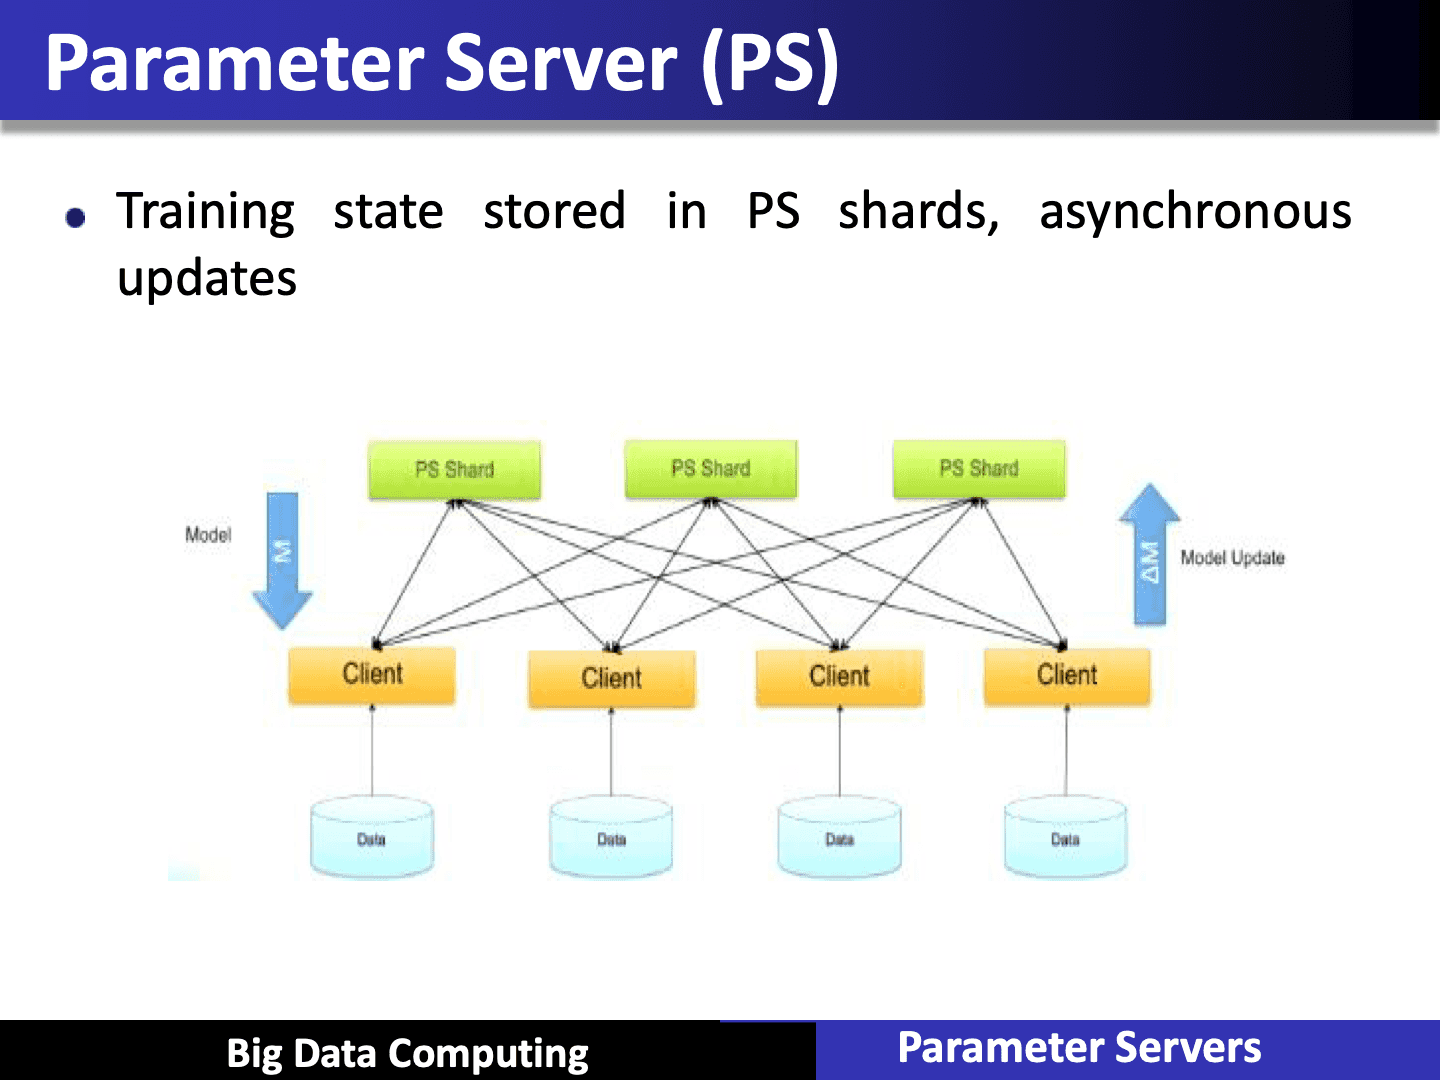 Parameter Server (PS)
Training state stored in PS shards, asynchronous
updates
PS Shard PS Shard PS Shard
Model
M
ΔM
Model Update
Client Client Client Client
Data Data Data Data
Big Data Computing
Parameter Servers